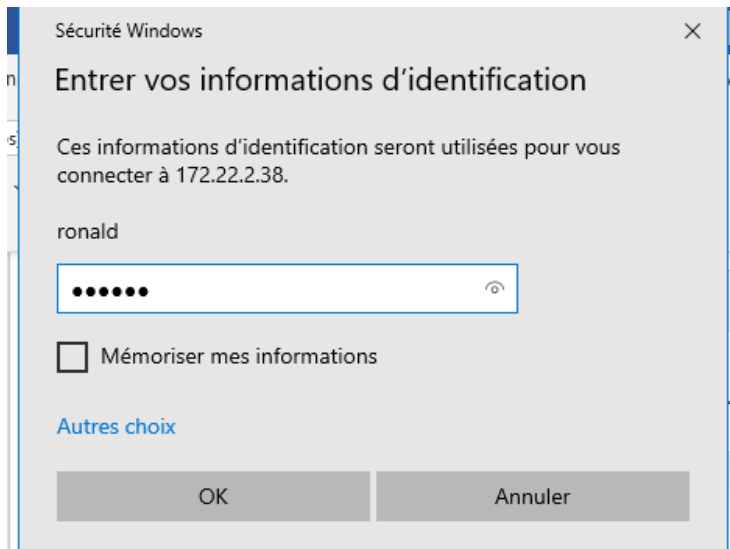 Sécurité Windows
Entrer vos informations d'identification
Ces informations d'identification seront utilisées pour vous
connecter à 172.22.2.38.
ronald
••••••
Mémoriser mes informations
Autres choix
OK
Annuler